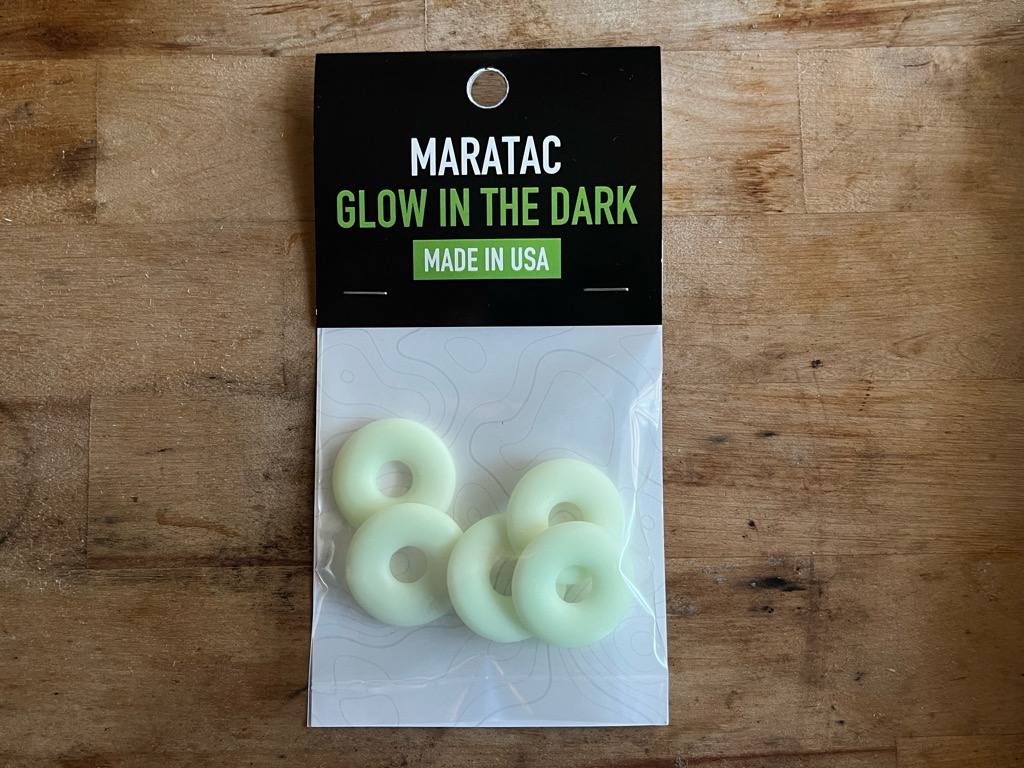 MARATAC
GLOW IN THE DARK
MADE IN USA